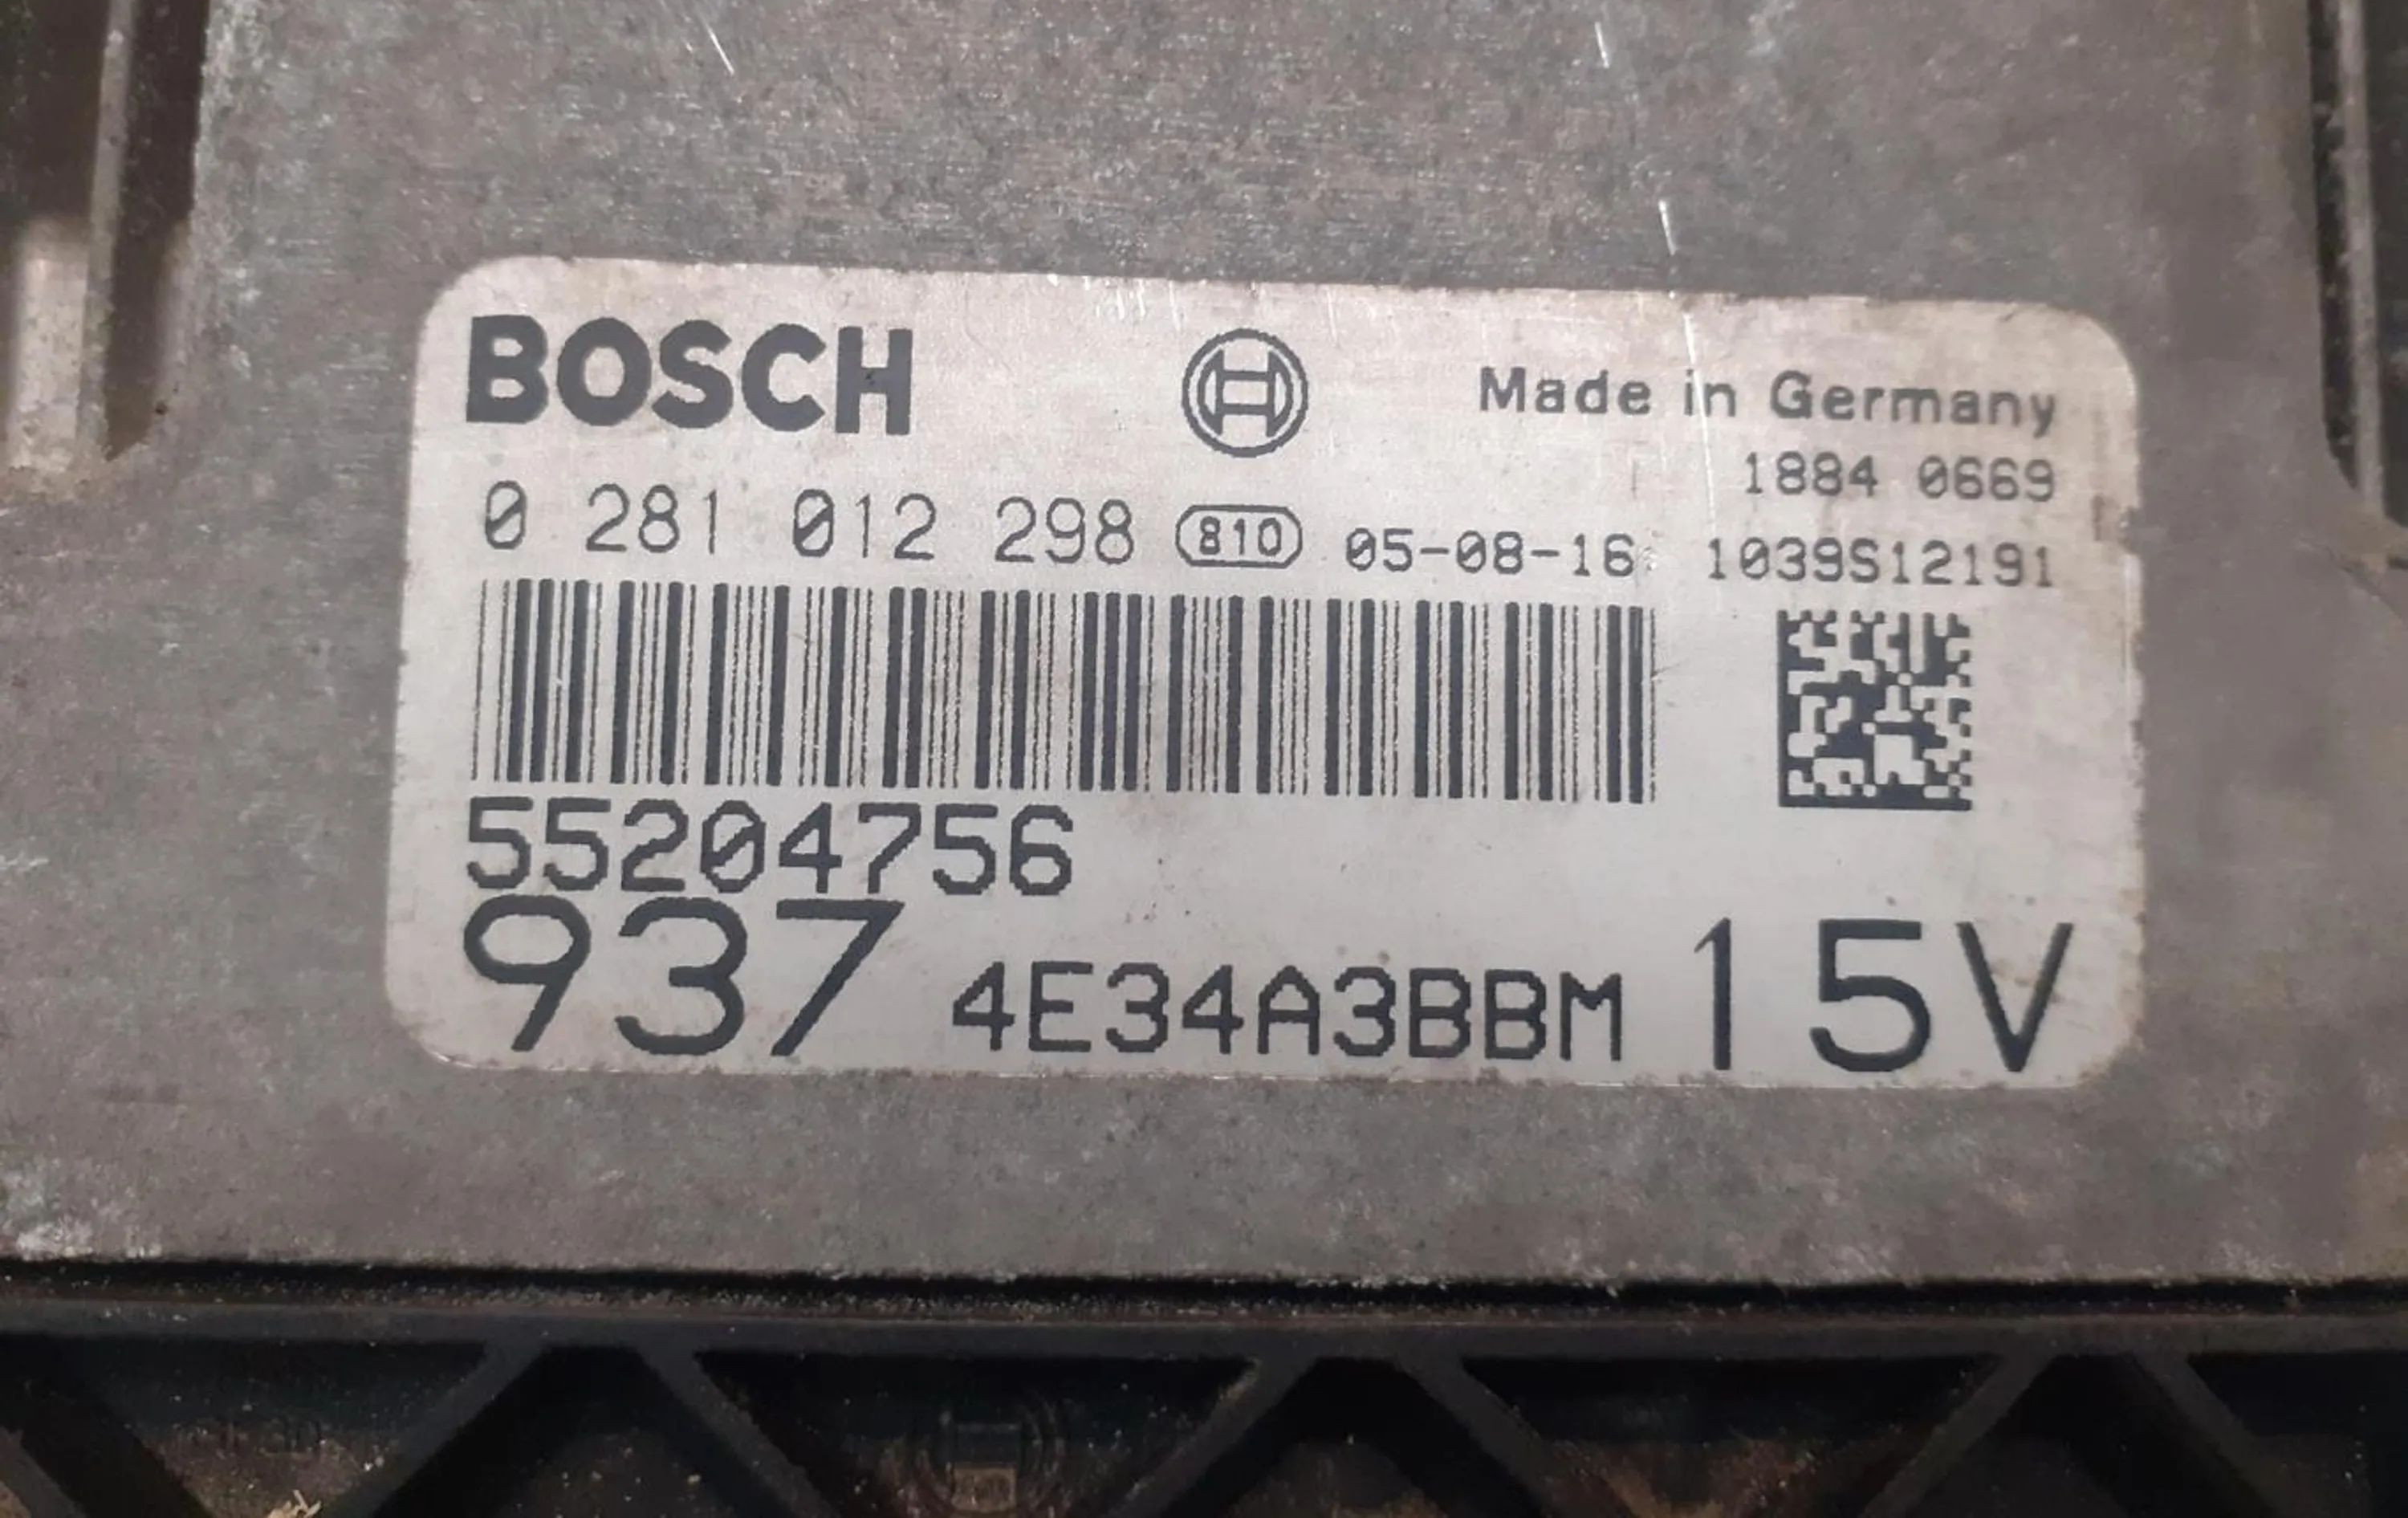 BOSCH
Made in Germany
1884 0669
0 281 012 298 810 05-08-16 1039S12191
55204756
937 4E34A3BBM 15V